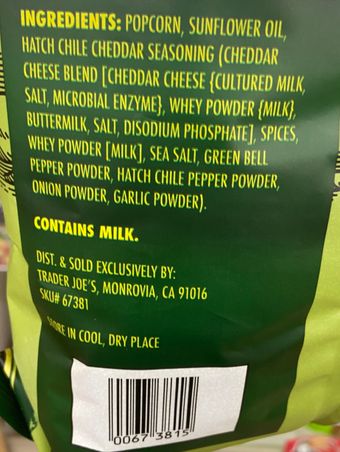 INGREDIENTS: POPCORN, SUNFLOWER OIL,
HATCH CHILE CHEDDAR SEASONING (CHEDDAR
CHEESE BLEND [CHEDDAR CHEESE {CULTURED MILK,
SALT, MICROBIAL ENZYME}, WHEY POWDER {MILK},
BUTTERMILK, SALT, DISODIUM PHOSPHATE], SPICES,
WHEY POWDER [MILK], SEA SALT, GREEN BELL
PEPPER POWDER, HATCH CHILE PEPPER POWDER,
ONION POWDER, GARLIC POWDER).
CONTAINS MILK.
DIST. & SOLD EXCLUSIVELY BY:
TRADER JOE'S, MONROVIA, CA 91016
SKU# 67381
STORE IN COOL, DRY PLACE
0067 3815